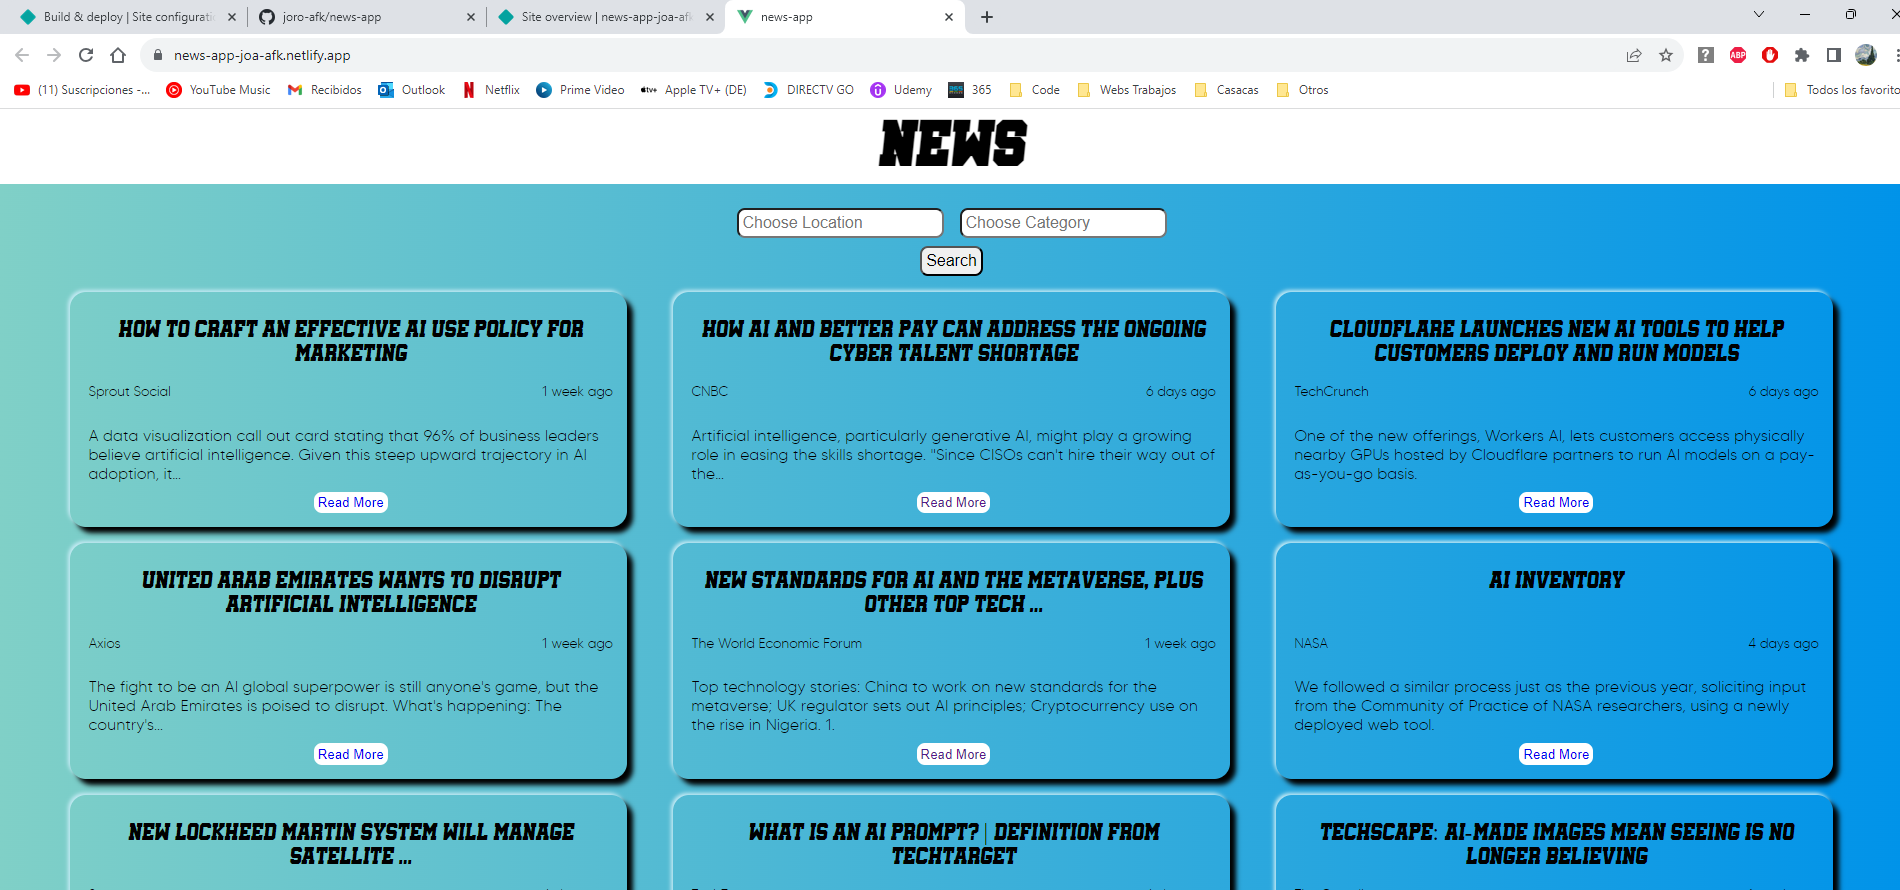 Build & deploy | Site configurati
joro-afk/news-app
Site overview | news-app-joa-afk
news-app
news-app-joa-afk.netlify.app
ABP
(11) Suscripciones -...
YouTube Music
Recibidos
Outlook
Netflix
Prime Video
Apple TV+ (DE)
DIRECTV GO
Udemy
365
Code
Webs Trabajos
Casacas
Otros
Todos los favorito
NEWS
Choose Location
Choose Category
Search
HOW TO CRAFT AN EFFECTIVE AI USE POLICY FOR
MARKETING
Sprout Social
1 week ago
A data visualization call out card stating that 96% of business leaders
believe artificial intelligence. Given this steep upward trajectory in AI
adoption, it...
Read More
HOW AI AND BETTER PAY CAN ADDRESS THE ONGOING
CYBER TALENT SHORTAGE
CNBC
6 days ago
Artificial intelligence, particularly generative AI, might play a growing
role in easing the skills shortage. "Since CISOs can't hire their way out of
the...
Read More
CLOUDFLARE LAUNCHES NEW AI TOOLS TO HELP
CUSTOMERS DEPLOY AND RUN MODELS
TechCrunch
6 days ago
One of the new offerings, Workers AI, lets customers access physically
nearby GPUs hosted by Cloudflare partners to run AI models on a pay-
as-you-go basis.
Read More
UNITED ARAB EMIRATES WANTS TO DISRUPT
ARTIFICIAL INTELLIGENCE
Axios
1 week ago
The fight to be an AI global superpower is still anyone's game, but the
United Arab Emirates is poised to disrupt. What's happening: The
country's...
Read More
NEW STANDARDS FOR AI AND THE METAVERSE, PLUS
OTHER TOP TECH ...
The World Economic Forum
1 week ago
Top technology stories: China to work on new standards for the
metaverse; UK regulator sets out AI principles; Cryptocurrency use on
the rise in Nigeria. 1.
Read More
AI INVENTORY
NASA
4 days ago
We followed a similar process just as the previous year, soliciting input
from the Community of Practice of NASA researchers, using a newly
deployed web tool.
Read More
NEW LOCKHEED MARTIN SYSTEM WILL MANAGE
SATELLITE ...
WHAT IS AN AI PROMPT? | DEFINITION FROM
TECHTARGET
TECHSCAPE: AI-MADE IMAGES MEAN SEEING IS NO
LONGER BELIEVING